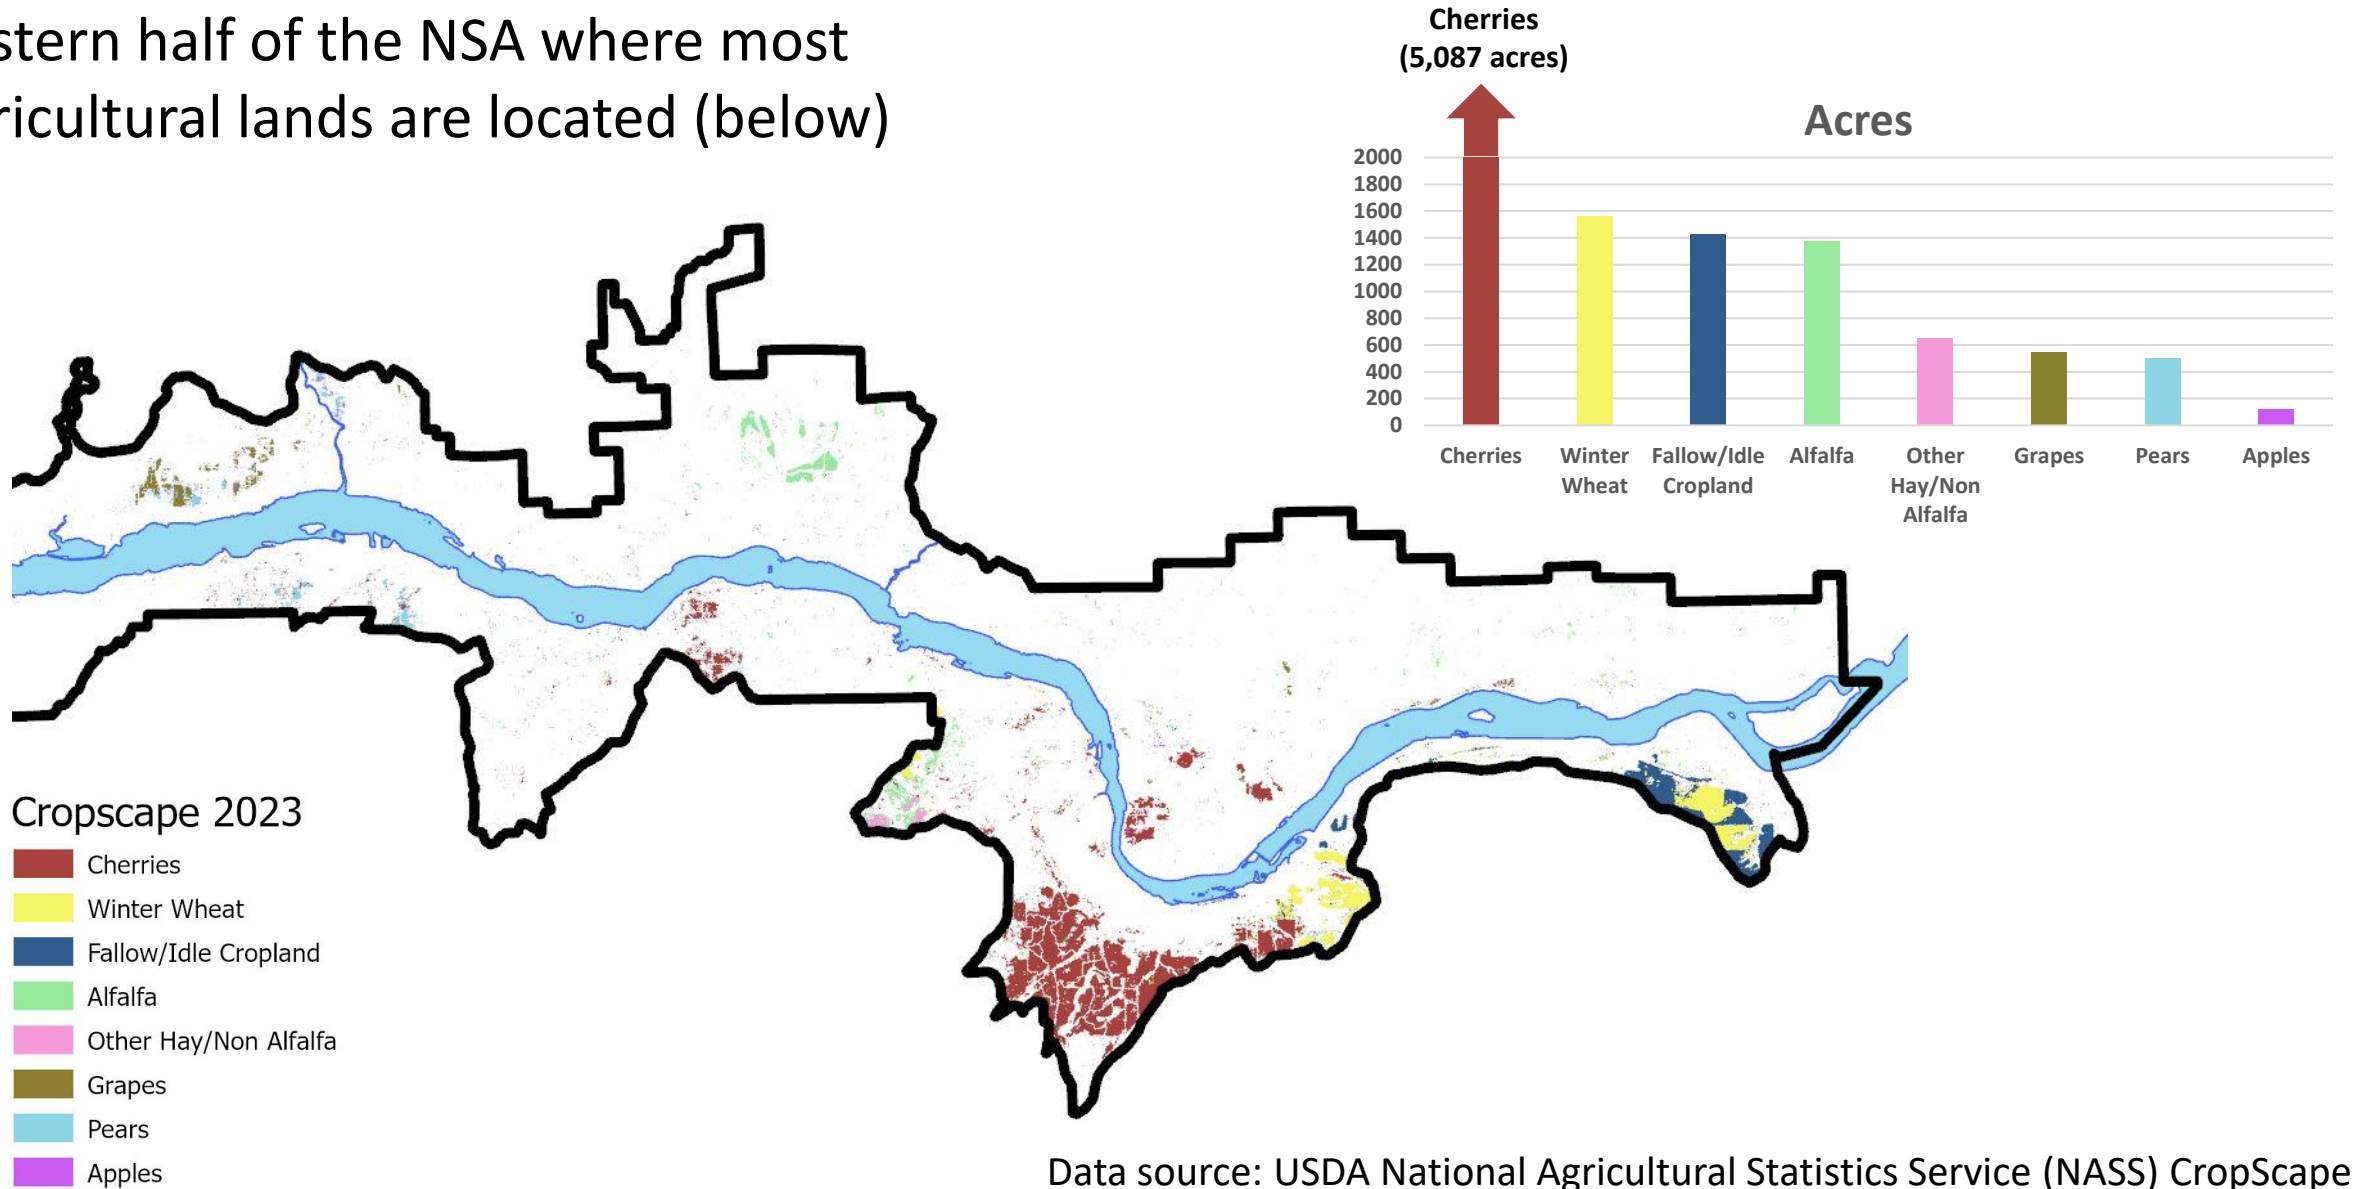 stern half of the NSA where most
ricultural lands are located (below)
Cherries
(5,087 acres)
Acres
2000
1800
1600
1400
1200
1000
800
600
400
200
0
Cherries
Winter
Wheat
Fallow/Idle
Cropland
Alfalfa
Other
Hay/Non
Alfalfa
Grapes
Pears
Apples
Cropscape 2023
Cherries
Winter Wheat
Fallow/Idle Cropland
Alfalfa
Other Hay/Non Alfalfa
Grapes
Pears
Apples
Data source: USDA National Agricultural Statistics Service (NASS) CropScape